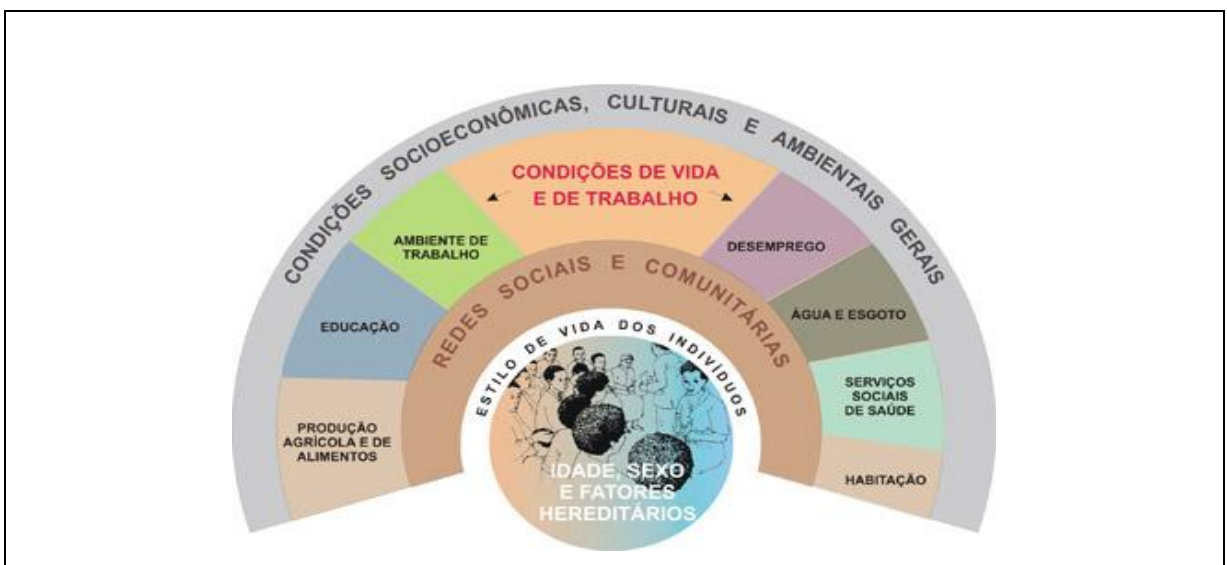 CONDIÇÕES SOCIOECONÔMICAS, CULTURAIS E AMBIENTAIS GERAIS
CONDIÇÕES DE VIDA
E DE TRABALHO
AMBIENTE DE
TRABALHO
DESEMPREGO
EDUCAÇÃO
ÁGUA E ESGOTO
PRODUÇÃO
AGRÍCOLA E DE
ALIMENTOS
SERVIÇOS
SOCIAIS
DE SAÚDE
HABITAÇÃO
REDES SOCIAIS E COMUNITÁRIAS
ESTILO DE VIDA DOS INDIVÍDUOS
IDADE, SEXO
E FATORES
HEREDITÁRIOS